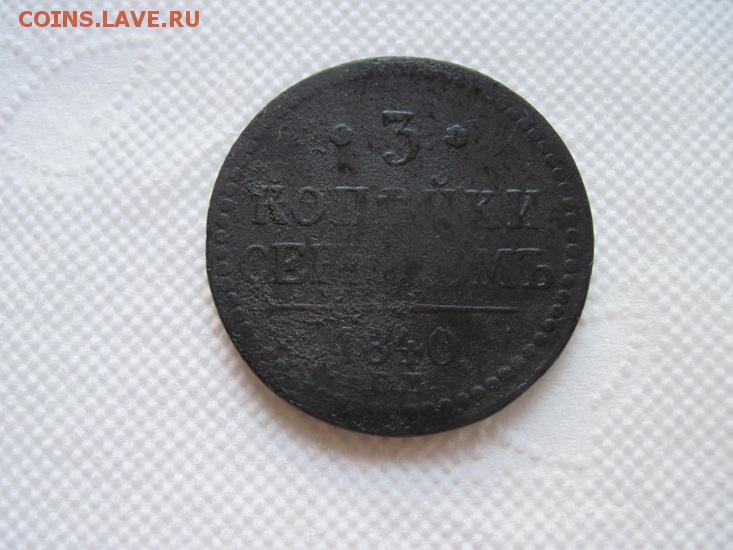 COINS.LAVE.RU
3
КОПѢЙКИ
СЕРЕБРОМЪ
1840